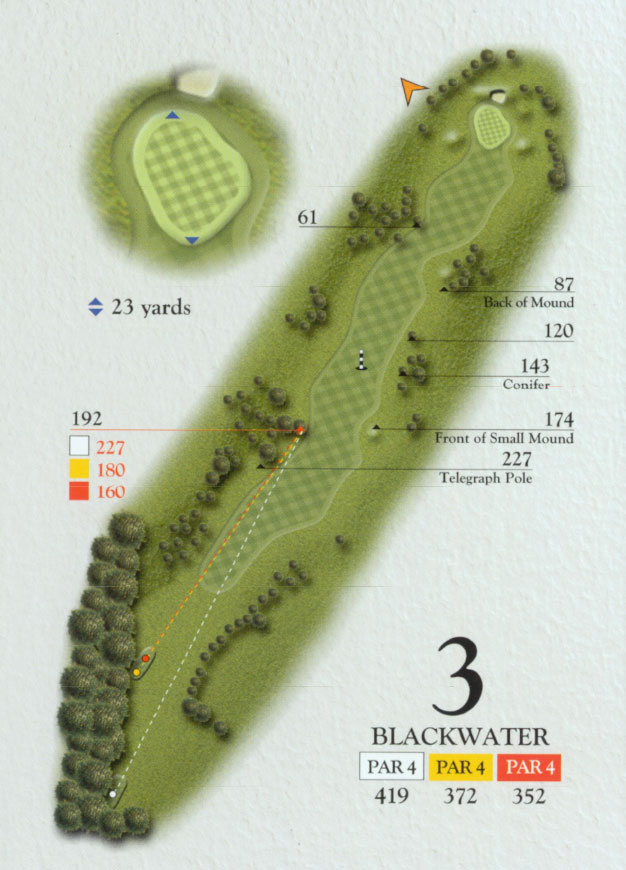 61
23 yards
87
Back of Mound
120
143
Conifer
192
227
180
160
174
Front of Small Mound
227
Telegraph Pole
3
BLACKWATER
PAR 4 PAR 4 PAR 4
419 372 352